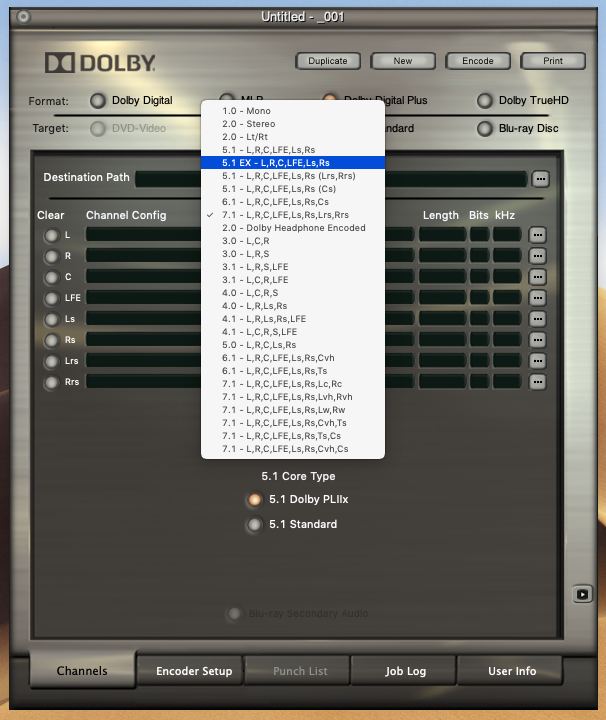 Untitled - _001
DOLBY
Duplicate New Encode Print
Format: Dolby Digital MLP Dolby Digital Plus Dolby TrueHD
Target: DVD-Video Blu-ray Disc
1.0 - Mono
2.0 - Stereo
2.0 - Lt/Rt
5.1 - L,R,C,LFE,Ls,Rs
5.1 EX - L,R,C,LFE,Ls,Rs
5.1 - L,R,C,LFE,Ls,Rs (Lrs,Rrs)
5.1 - L,R,C,LFE,Ls,Rs (Cs)
6.1 - L,R,C,LFE,Ls,Rs,Cs
✓ 7.1 - L,R,C,LFE,Ls,Rs,Lrs,Rrs
2.0 - Dolby Headphone Encoded
3.0 - L,C,R
3.0 - L,R,S
3.1 - L,R,S,LFE
3.1 - L,C,R,LFE
4.0 - L,C,R,S
4.0 - L,R,Ls,Rs
4.1 - L,R,Ls,Rs,LFE
4.1 - L,C,R,S,LFE
5.0 - L,R,C,Ls,Rs
6.1 - L,R,C,LFE,Ls,Rs,Cvh
6.1 - L,R,C,LFE,Ls,Rs,Ts
7.1 - L,R,C,LFE,Ls,Rs,Lc,Rc
7.1 - L,R,C,LFE,Ls,Rs,Lvh,Rvh
7.1 - L,R,C,LFE,Ls,Rs,Lw,Rw
7.1 - L,R,C,LFE,Ls,Rs,Cvh,Ts
7.1 - L,R,C,LFE,Ls,Rs,Ts,Cs
7.1 - L,R,C,LFE,Ls,Rs,Cvh,Cs
Destination Path
Clear Channel Config Length Bits kHz
L
R
C
LFE
Ls
Rs
Lrs
Rrs
5.1 Core Type
5.1 Dolby PLIIx
5.1 Standard
Blu-ray Secondary Audio
Channels Encoder Setup Punch List Job Log User Info